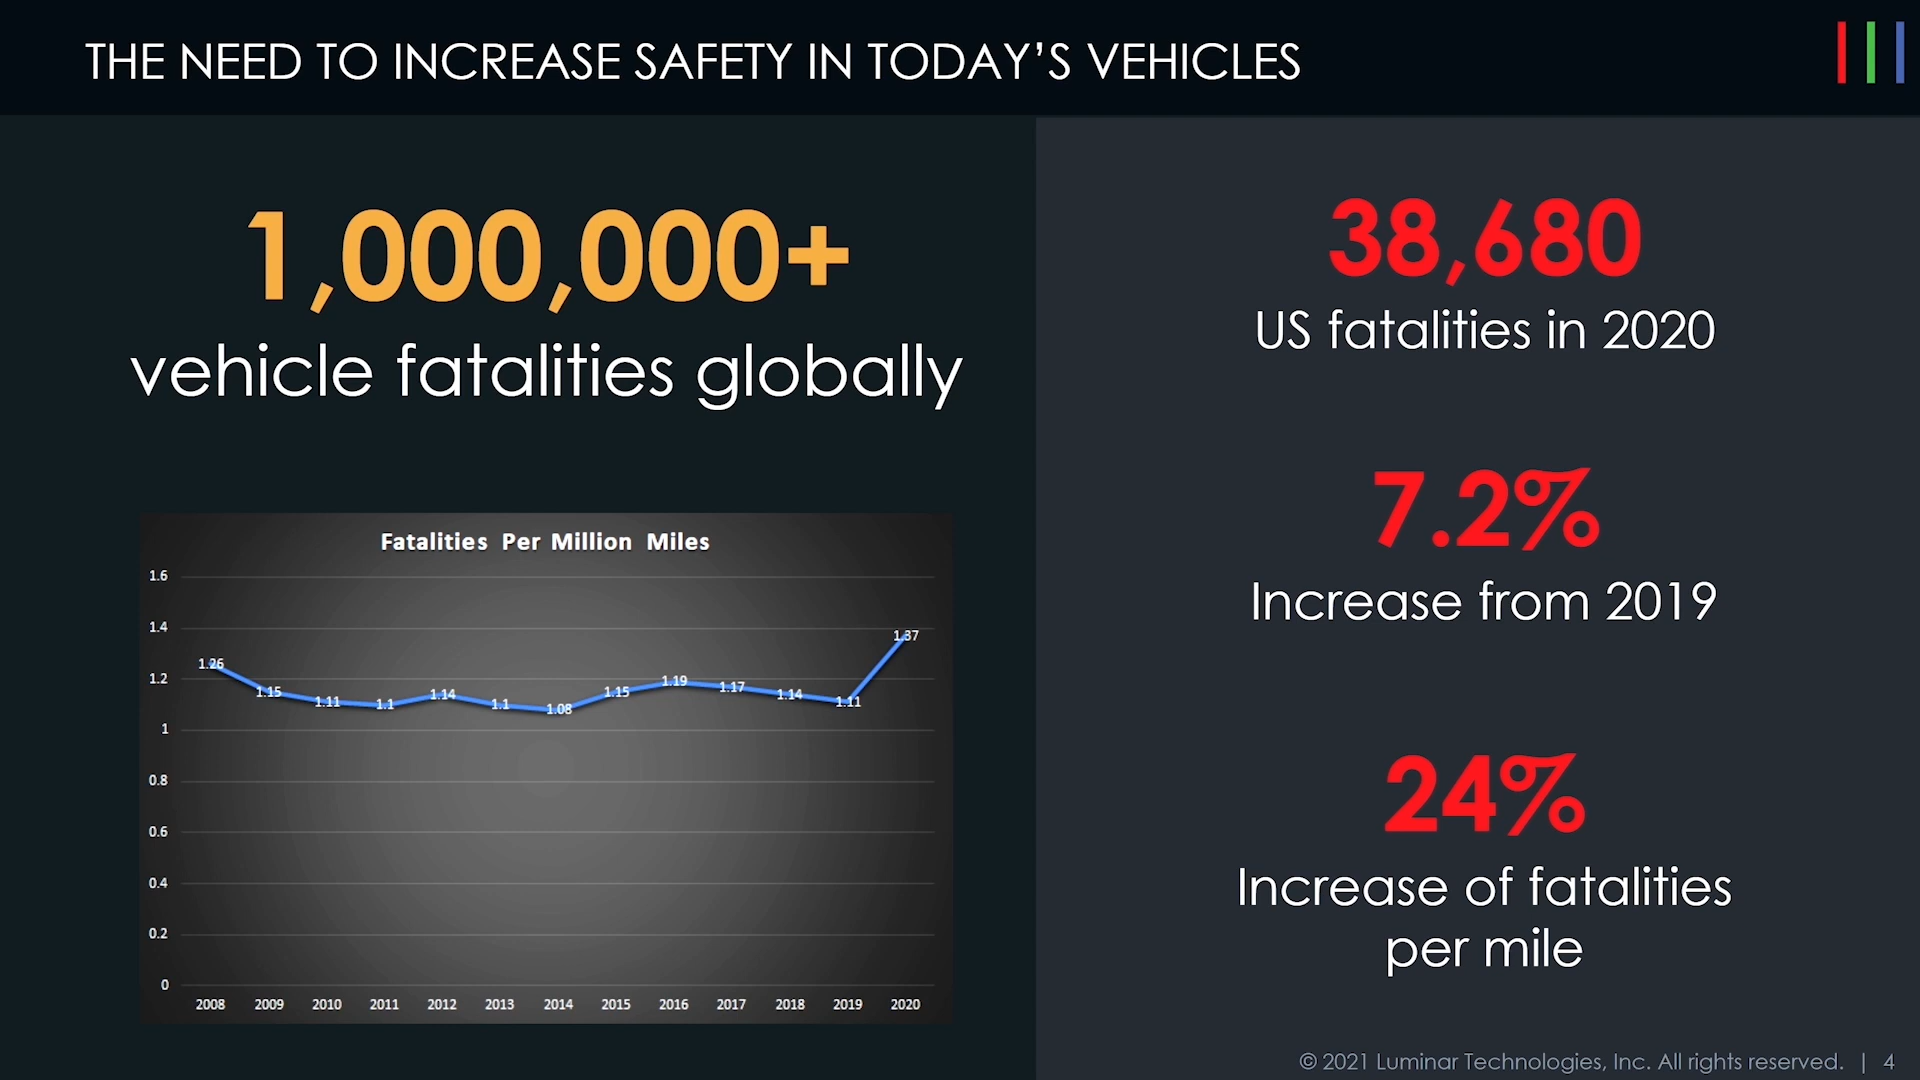 THE NEED TO INCREASE SAFETY IN TODAY’S VEHICLES
1,000,000+
vehicle fatalities globally
Fatalities Per Million Miles
1.6
1.4
1.2
1
0.8
0.6
0.4
0.2
0
1.26
1.15
1.11
1.1
1.14
1.1
1.08
1.15
1.19
1.17
1.14
1.11
1.37
2008 2009 2010 2011 2012 2013 2014 2015 2016 2017 2018 2019 2020
38,680
US fatalities in 2020
7.2%
Increase from 2019
24%
Increase of fatalities
per mile
© 2021 Luminar Technologies, Inc. All rights reserved. | 4